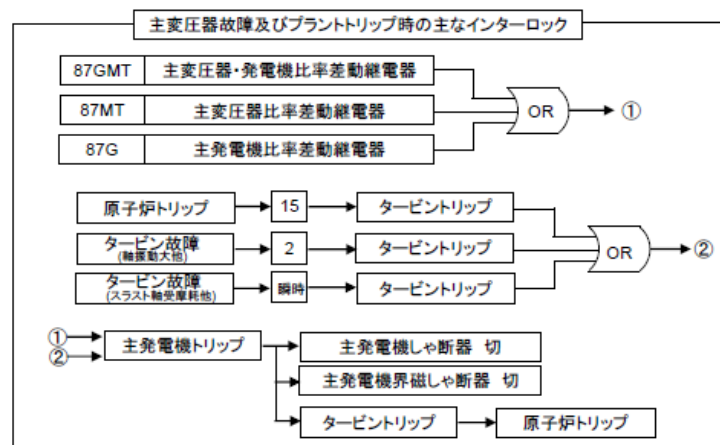 主変圧器故障及びプラントトリップ時の主なインターロック
87GMT 主変圧器・発電機比率差動継電器
87MT 主変圧器比率差動継電器
87G 主発電機比率差動継電器
OR ①
原子炉トリップ 15 タービントリップ
タービン故障
(軸振動大他)
2 タービントリップ
タービン故障
(スラスト軸受摩耗他)
瞬時 タービントリップ
OR ②
①
②
主発電機トリップ
主発電機しゃ断器 切
主発電機界磁しゃ断器 切
タービントリップ 原子炉トリップ